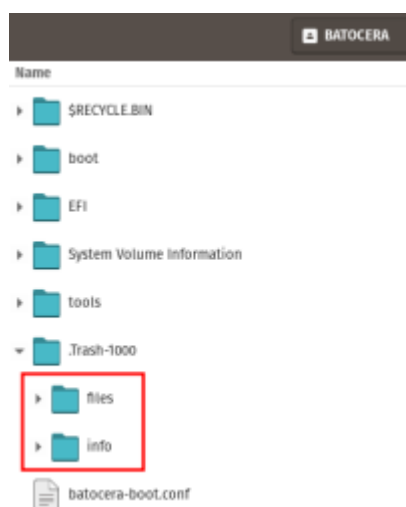 BATOCERA
Name
$RECYCLE.BIN
boot
EFI
System Volume Information
tools
.Trash-1000
files
info
batocera-boot.conf